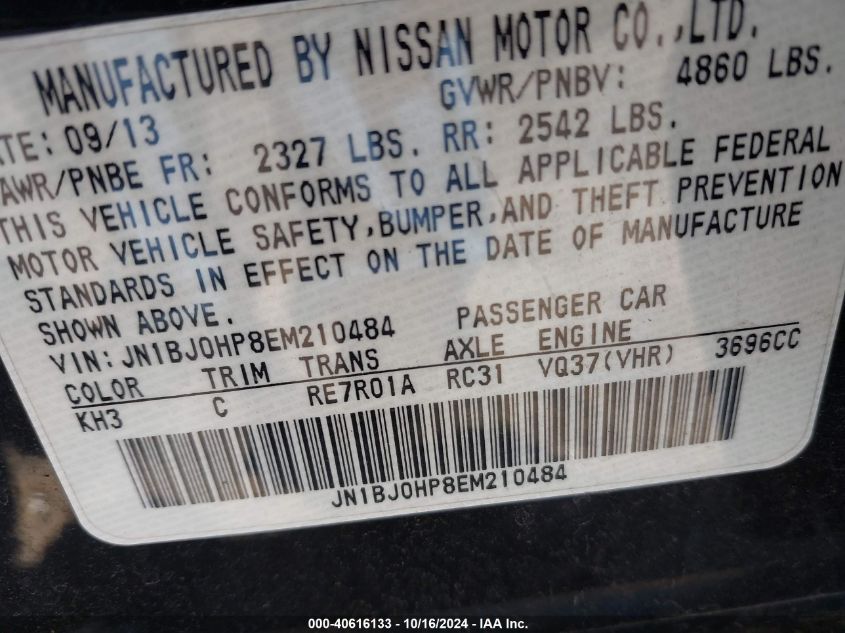 MANUFACTURED BY NISSAN MOTOR CO.,LTD.
ATE: 09/13 GVWR/PNBV: 4860 LBS.
AWR/PNBE FR: 2327 LBS. RR: 2542 LBS.
THIS VEHICLE CONFORMS TO ALL APPLICABLE FEDERAL
MOTOR VEHICLE SAFETY,BUMPER,AND THEFT PREVENTION
STANDARDS IN EFFECT ON THE DATE OF MANUFACTURE
SHOWN ABOVE.
VIN:JN1BJ0HP8EM210484 PASSENGER CAR
COLOR TRIM TRANS AXLE ENGINE
KH3 C RE7R01A RC31 VQ37(VHR) 3696CC
JN1BJ0HP8EM210484
000-40616133 - 10/16/2024 - IAA Inc.